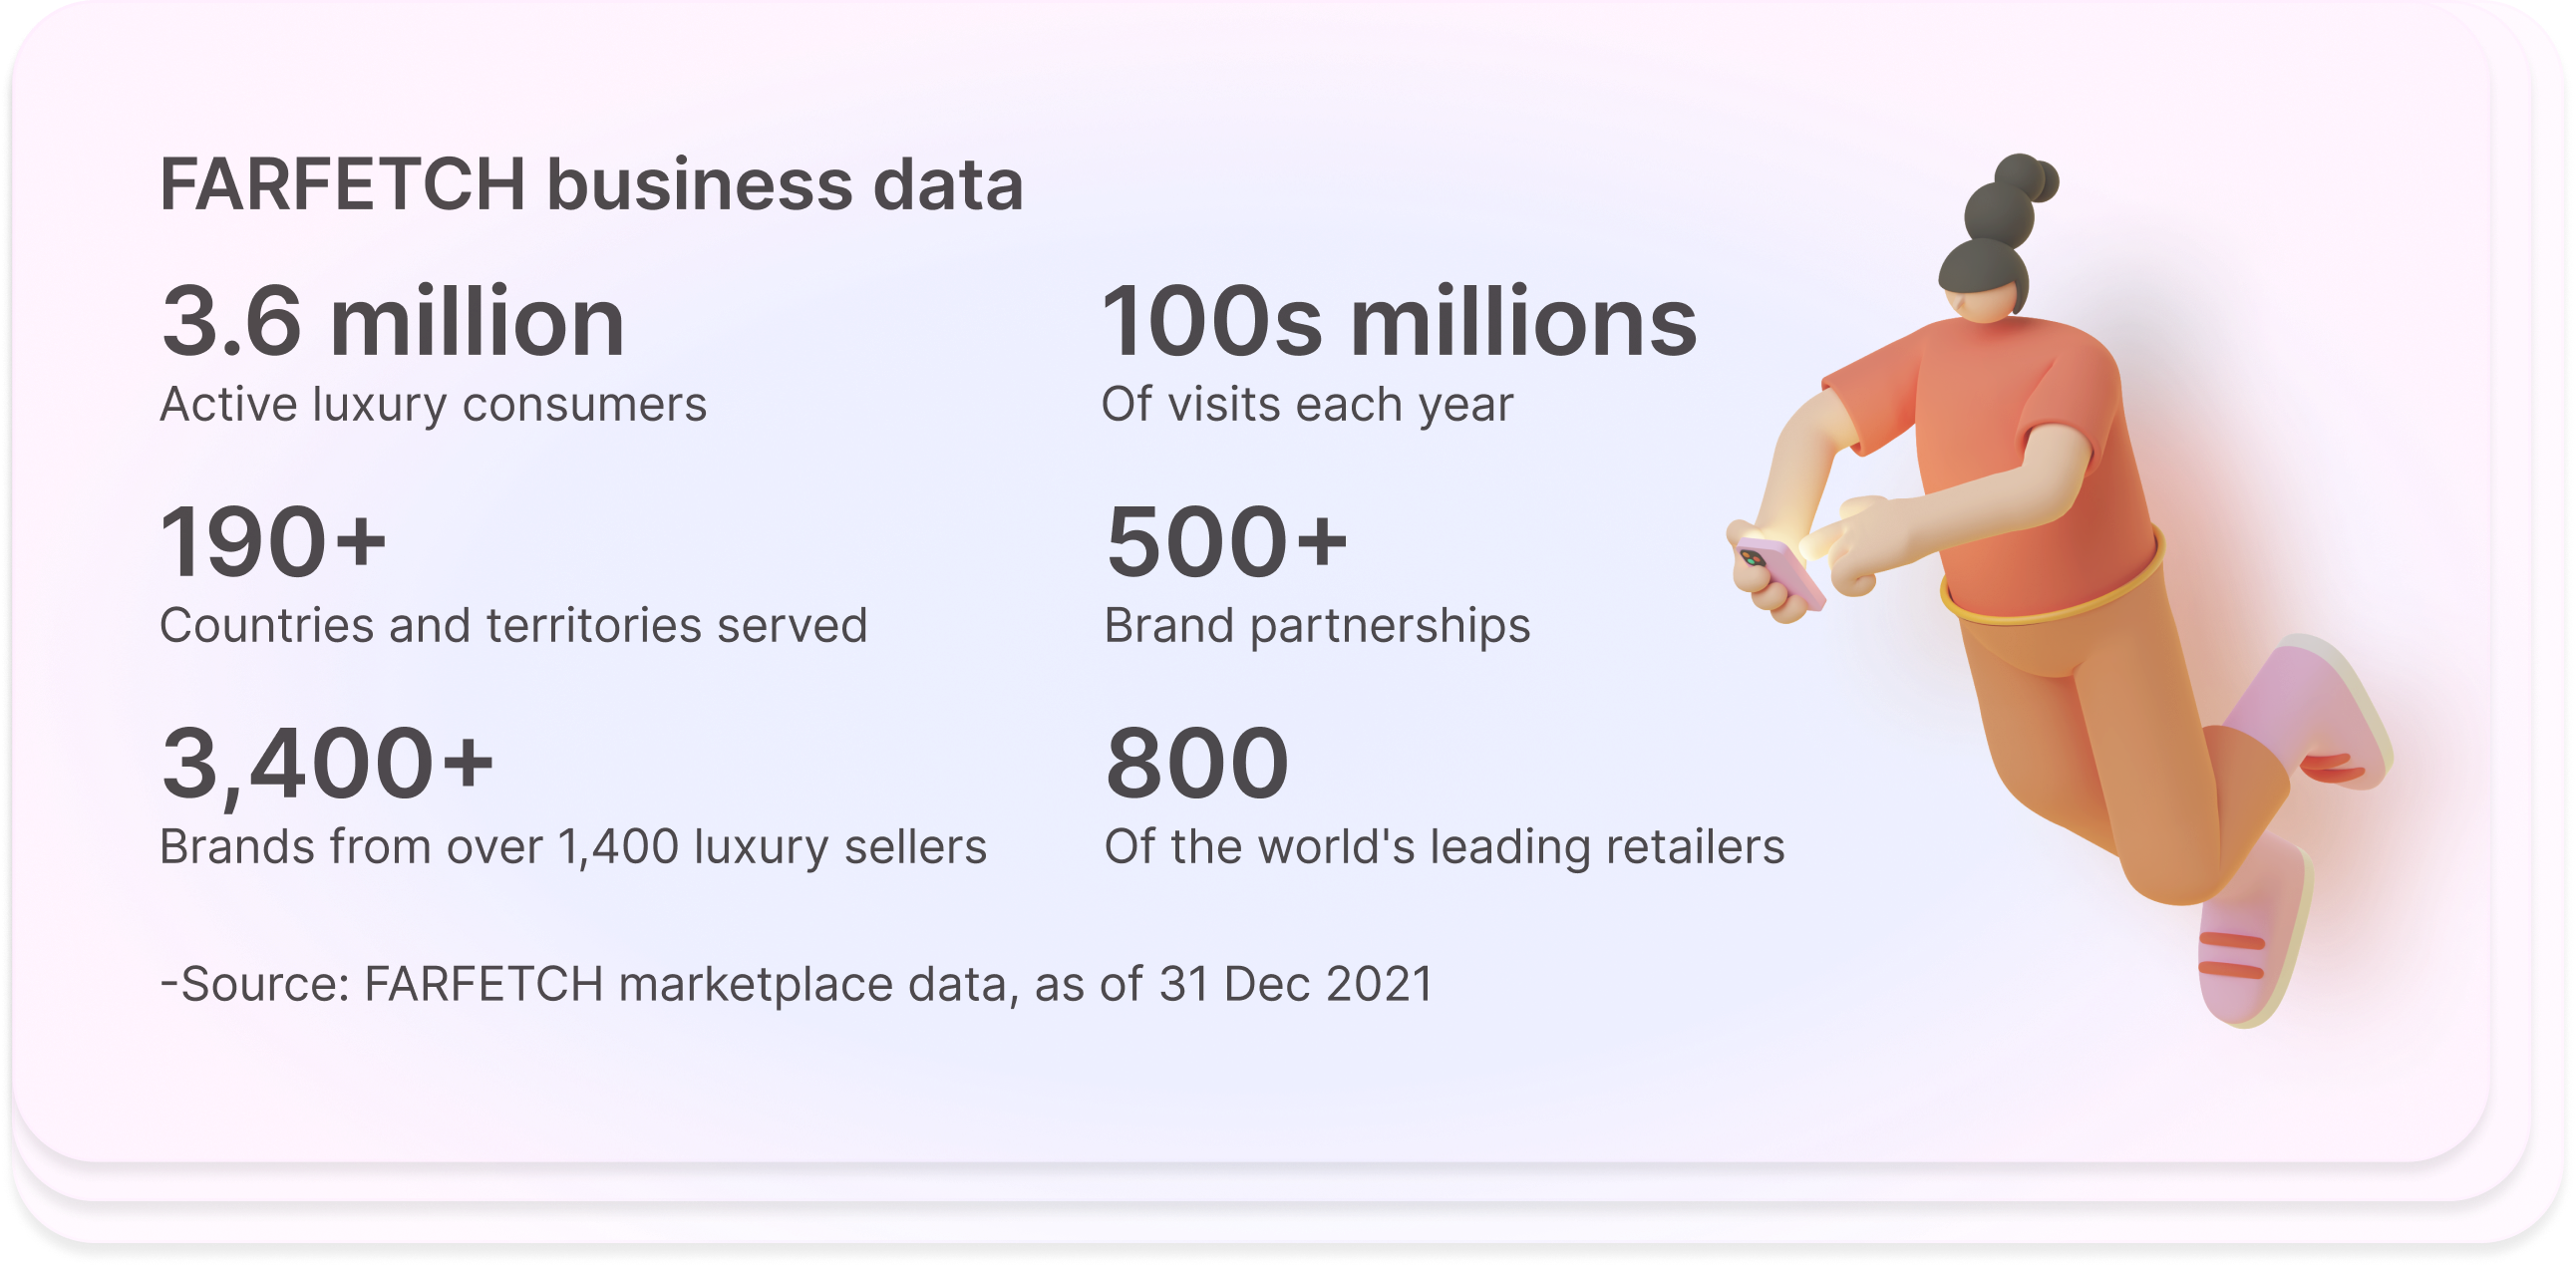 FARFETCH business data
3.6 million
Active luxury consumers
100s millions
Of visits each year
190+
Countries and territories served
500+
Brand partnerships
3,400+
Brands from over 1,400 luxury sellers
800
Of the world's leading retailers
-Source: FARFETCH marketplace data, as of 31 Dec 2021